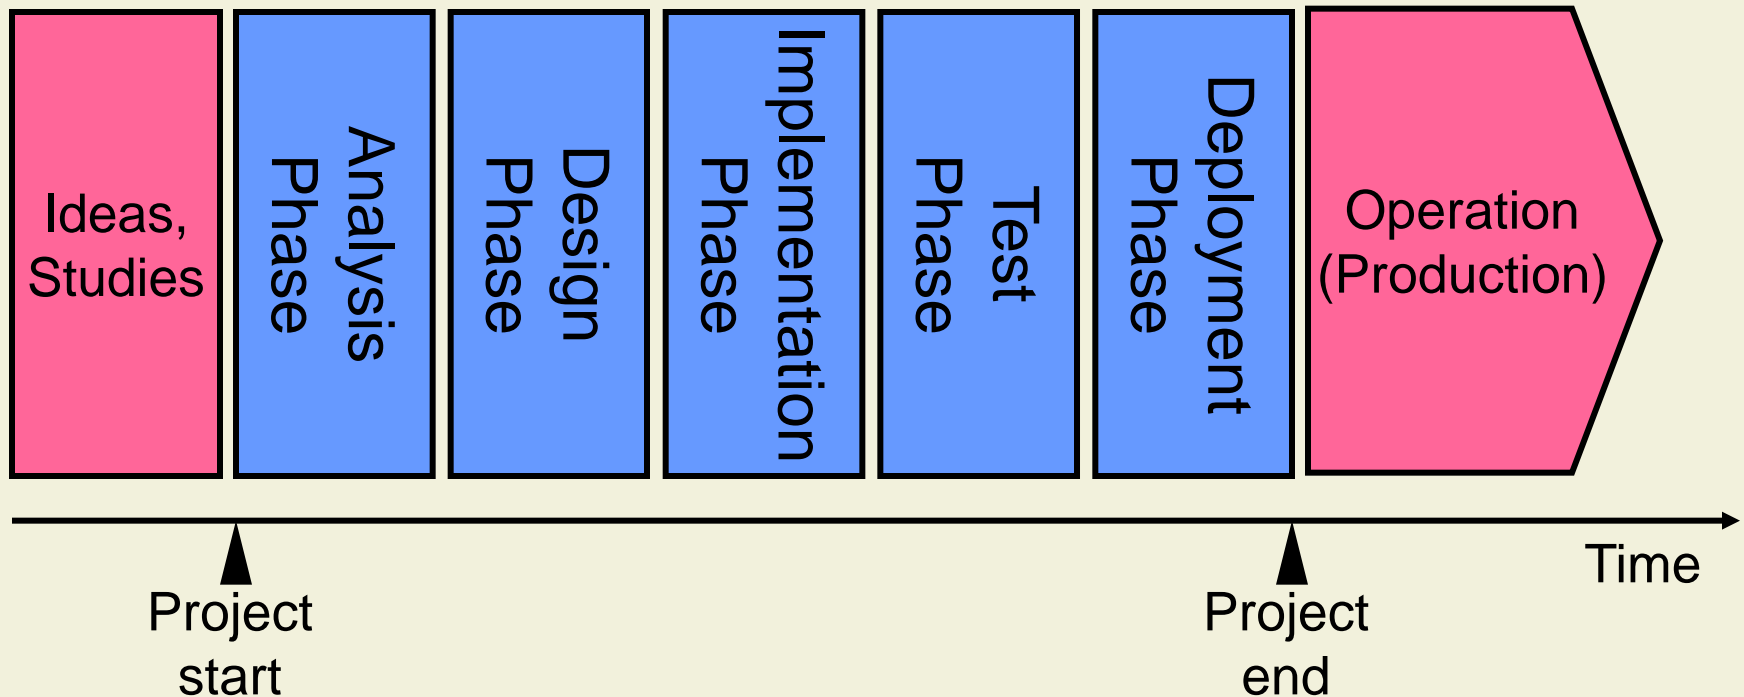 Ideas,
Studies
Analysis
Phase
Design
Phase
Implementation
Phase
Test
Phase
Deployment
Phase
Operation
(Production)
Time
Project
start
Project
end